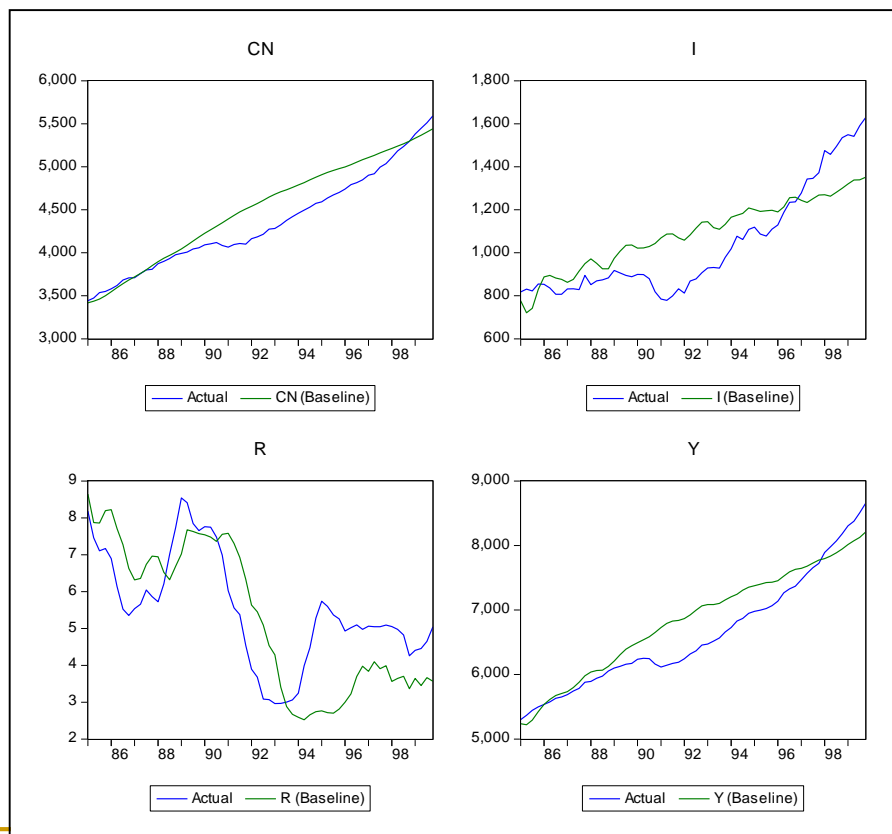 CN
6,000
5,500
5,000
4,500
4,000
3,500
3,000
86 88 90 92 94 96 98
Actual CN (Baseline)
I
1,800
1,600
1,400
1,200
1,000
800
600
86 88 90 92 94 96 98
Actual I (Baseline)
R
9
8
7
6
5
4
3
2
86 88 90 92 94 96 98
Actual R (Baseline)
Y
9,000
8,000
7,000
6,000
5,000
86 88 90 92 94 96 98
Actual Y (Baseline)